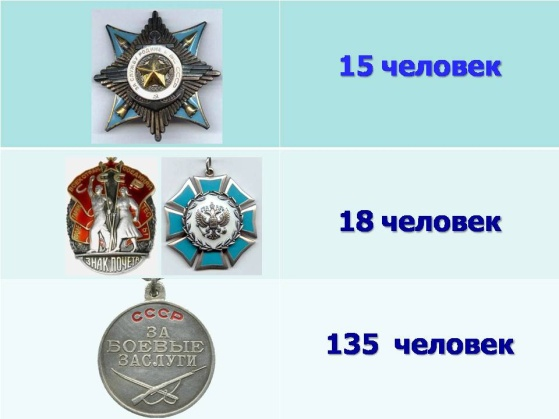 15 человек
ЗНАК ПОЧЕТА
18 человек
СССР
ЗА
БОЕВЫЕ
ЗАСЛУГИ
135 человек